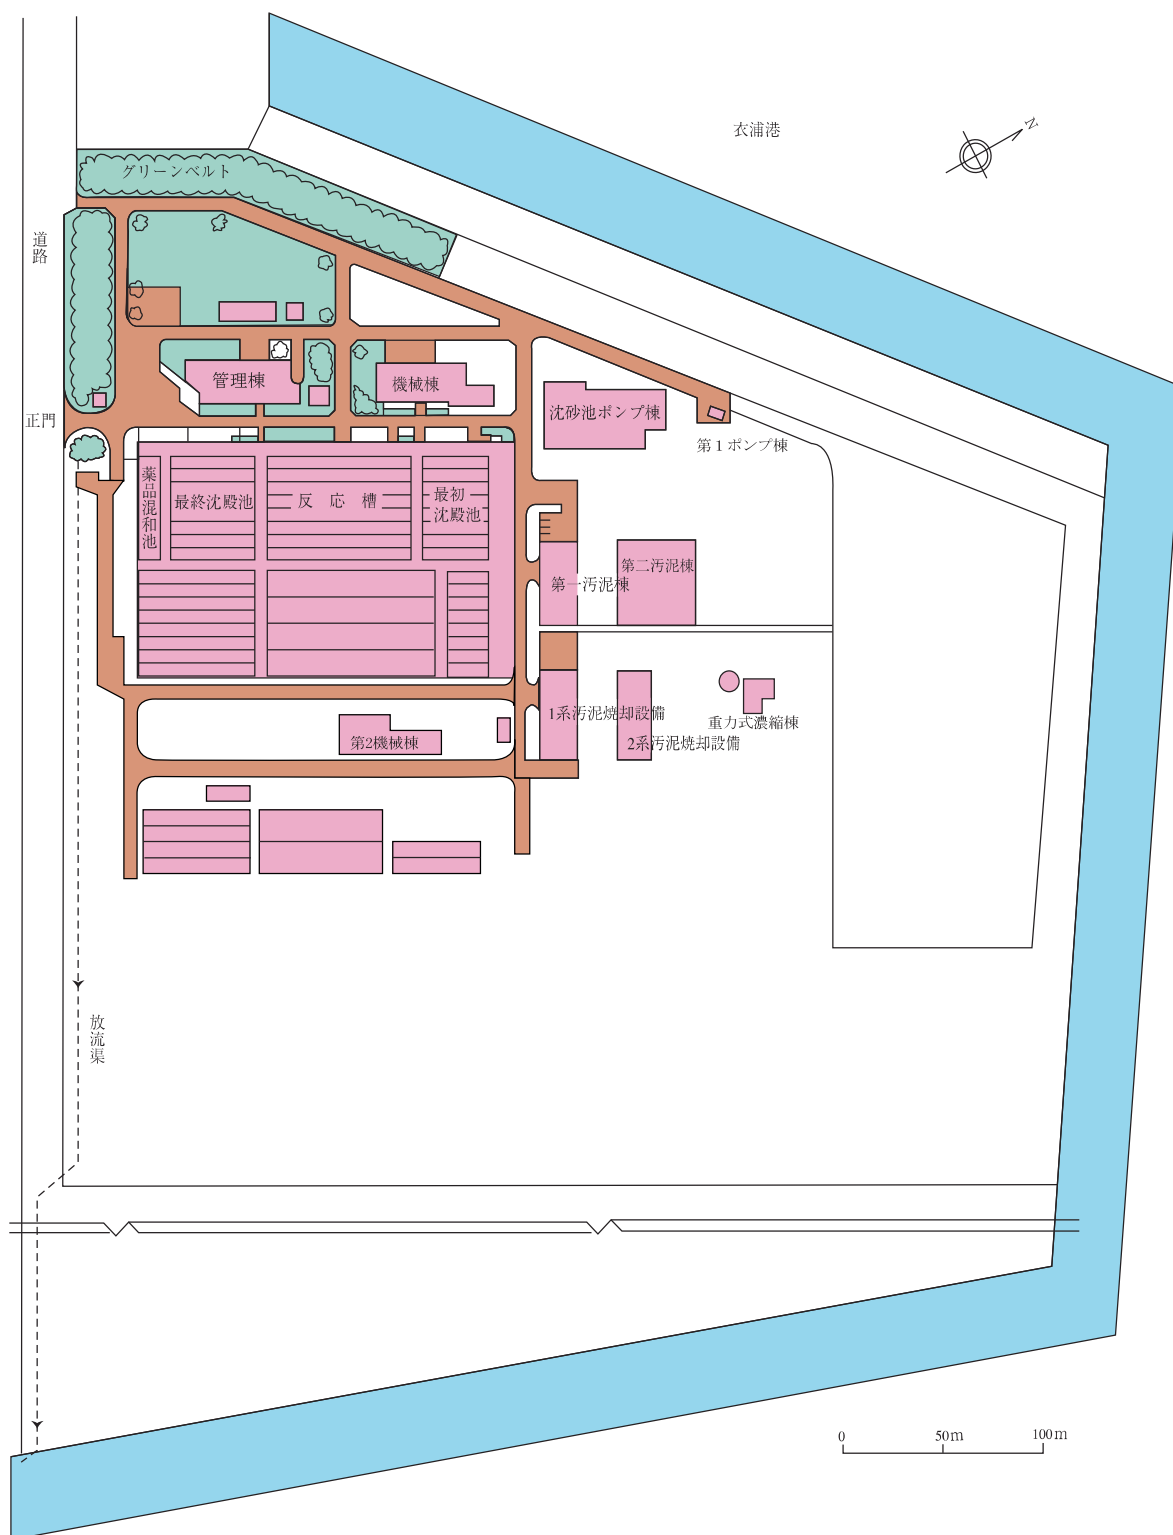 衣浦港
N
グリーンベルト
道路
管理棟
機械棟
沈砂池ポンプ棟
正門
第1ポンプ棟
薬品混和池
最終沈殿池
反応槽
最初
沈殿池
第一汚泥棟
第二汚泥棟
1系汚泥焼却設備
重力式濃縮棟
第2機械棟
2系汚泥焼却設備
放流渠
0 50m 100m